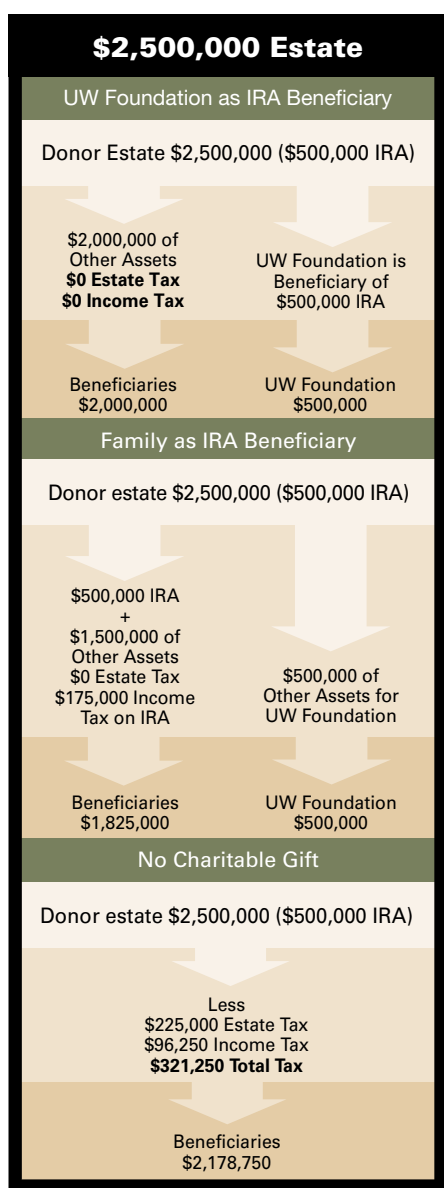 $2,500,000 Estate
UW Foundation as IRA Beneficiary
Donor Estate $2,500,000 ($500,000 IRA)
$2,000,000 of
Other Assets
$0 Estate Tax
$0 Income Tax
UW Foundation is
Beneficiary of
$500,000 IRA
Beneficiaries
$2,000,000
UW Foundation
$500,000
Family as IRA Beneficiary
Donor estate $2,500,000 ($500,000 IRA)
$500,000 IRA
+
$1,500,000 of
Other Assets
$0 Estate Tax
$175,000 Income
Tax on IRA
$500,000 of
Other Assets for
UW Foundation
Beneficiaries
$1,825,000
UW Foundation
$500,000
No Charitable Gift
Donor estate $2,500,000 ($500,000 IRA)
Less
$225,000 Estate Tax
$96,250 Income Tax
$321,250 Total Tax
Beneficiaries
$2,178,750